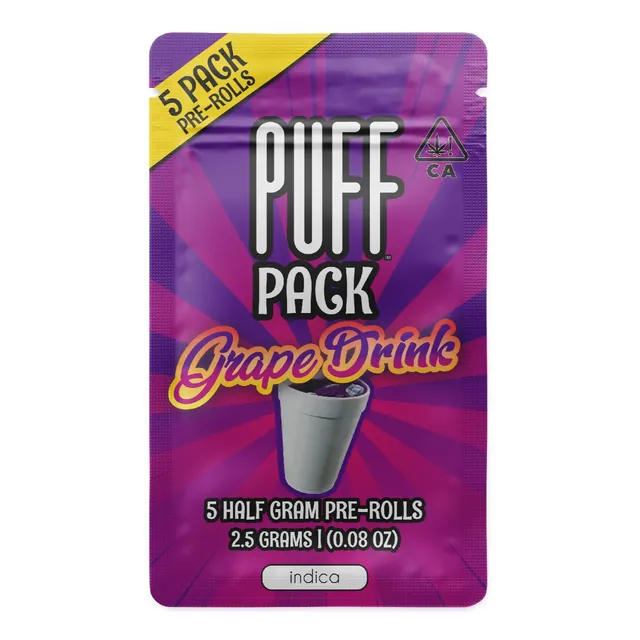 5 PACK
PRE-ROLLS
PUFF
PACK
™
CA
Grape Drink
5 HALF GRAM PRE-ROLLS
2.5 GRAMS | (0.08 OZ)
indica